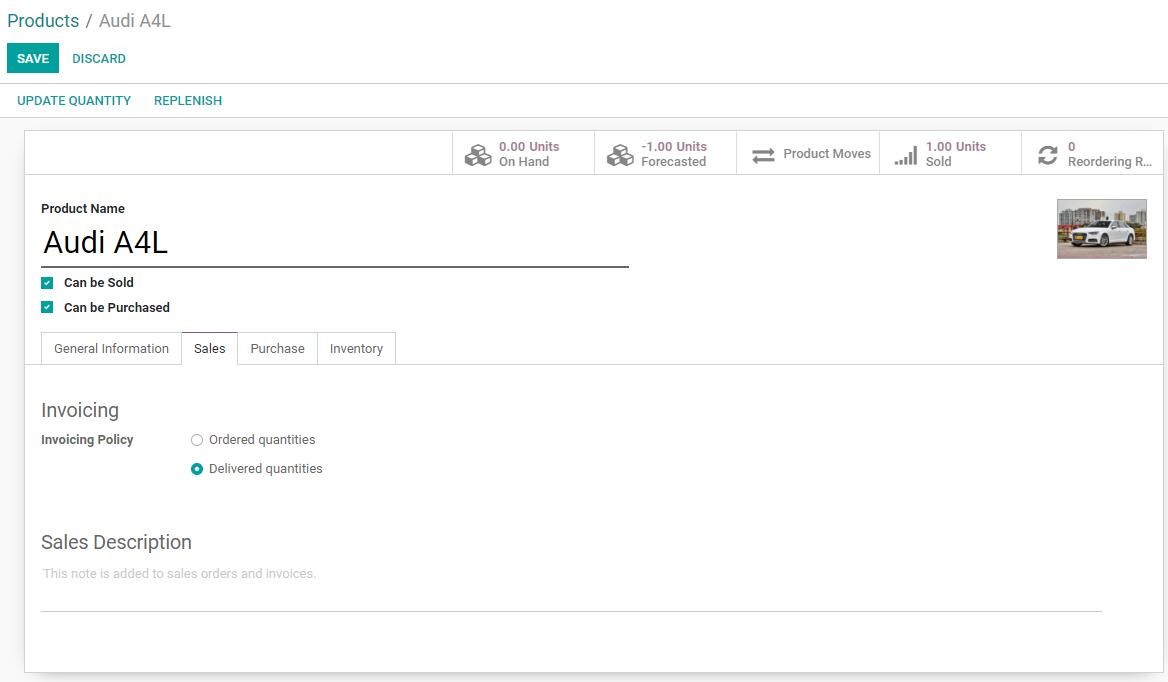 Products / Audi A4L
SAVE DISCARD
UPDATE QUANTITY REPLENISH
0.00 Units
On Hand
-1.00 Units
Forecasted
Product Moves
1.00 Units
Sold
0
Reordering R...
Product Name
Audi A4L
Can be Sold
Can be Purchased
General Information Sales Purchase Inventory
Invoicing
Invoicing Policy Ordered quantities
Delivered quantities
Sales Description
This note is added to sales orders and invoices.